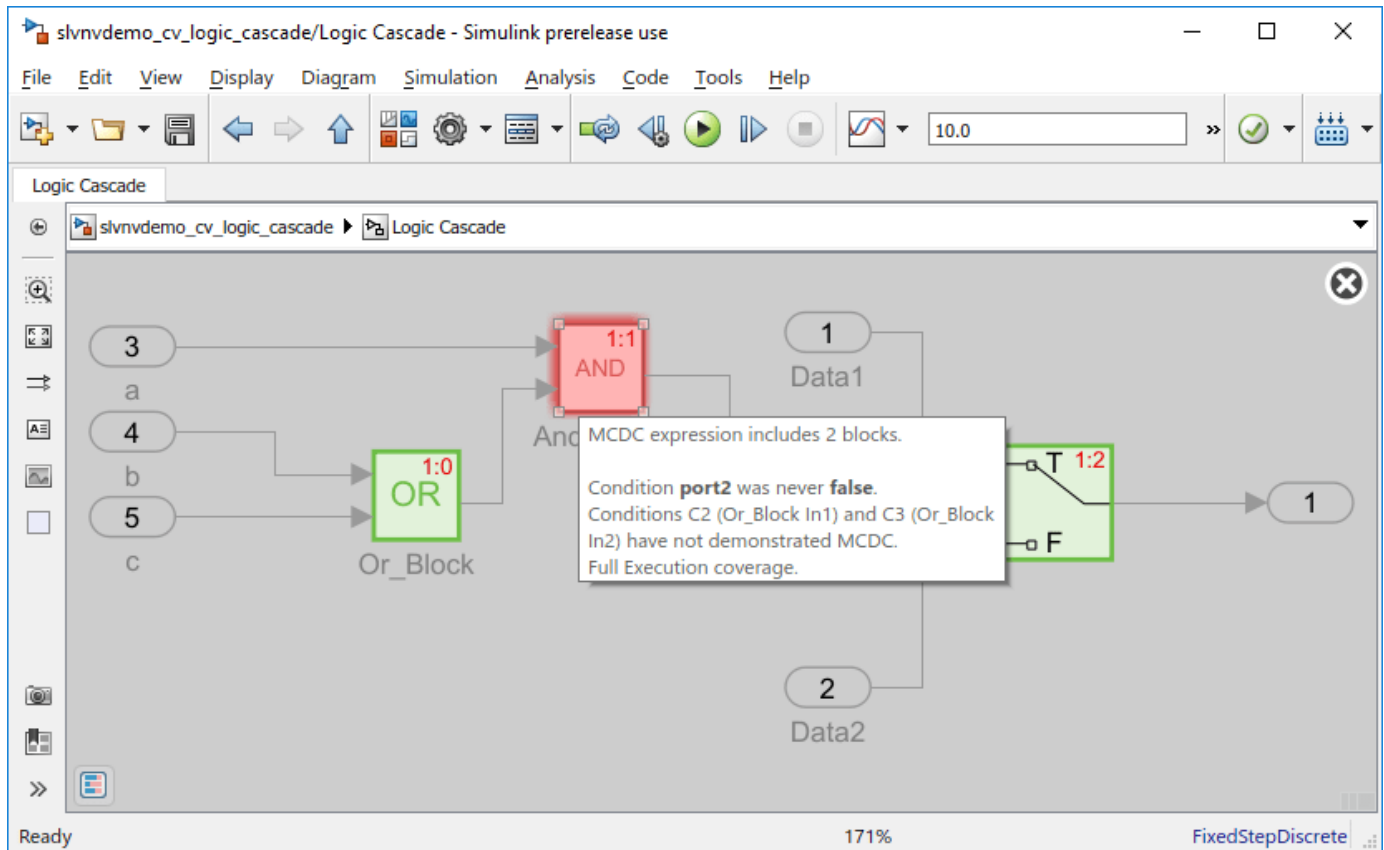 slvnvdemo_cv_logic_cascade/Logic Cascade - Simulink prerelease use
File Edit View Display Diagram Simulation Analysis Code Tools Help
10.0
Logic Cascade
slvnvdemo_cv_logic_cascade Logic Cascade
3
a
4
b
5
c
1:0
OR
Or_Block
1:1
AND
And
1
Data1
MCDC expression includes 2 blocks.
Condition port2 was never false.
Conditions C2 (Or_Block In1) and C3 (Or_Block
In2) have not demonstrated MCDC.
Full Execution coverage.
T 1:2
F
1
2
Data2
Ready 171% FixedStepDiscrete